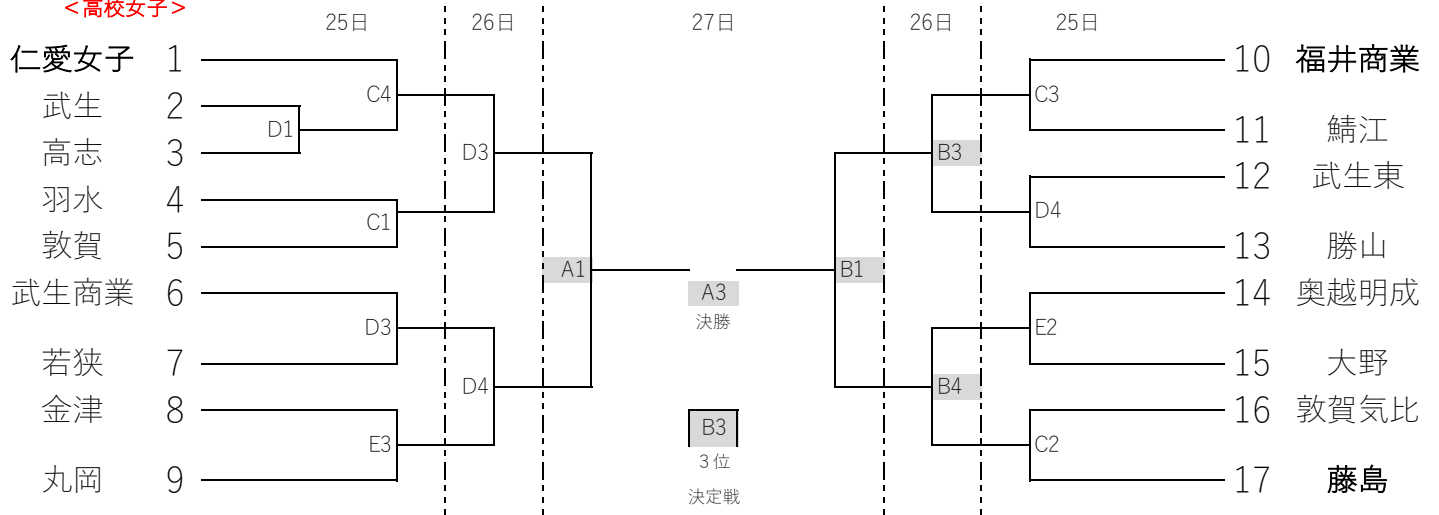 <高校女子>
25日 26日 27日 26日 25日
仁愛女子 1
武生 2
高志 3
羽水 4
敦賀 5
武生商業 6
若狭 7
金津 8
丸岡 9
C4
D1
C1
D3
E3
D3
D4
A1
A3
決勝
B3
3位
決定戦
B1
B3
B4
C3
D4
E2
C2
10 福井商業
11 鯖江
12 武生東
13 勝山
14 奥越明成
15 大野
16 敦賀気比
17 藤島